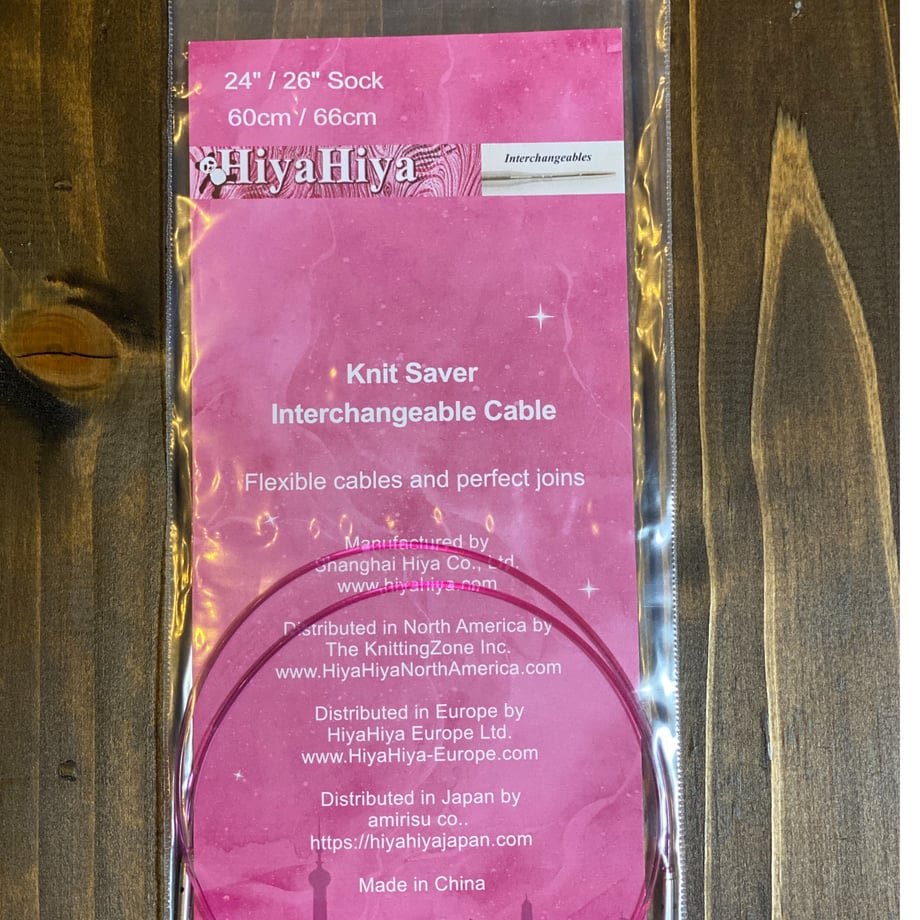 24" / 26" Sock
60cm / 66cm
HiyaHiya
Interchangeables
Knit Saver
Interchangeable Cable
Flexible cables and perfect joins
Manufactured by
Shanghai Hiya Co., Ltd.
www.hiyahiya.com
Distributed in North America by
The KnittingZone Inc.
www.HiyaHiyaNorthAmerica.com
Distributed in Europe by
HiyaHiya Europe Ltd.
www.HiyaHiya-Europe.com
Distributed in Japan by
amirisu co..
https://hiyahiyajapan.com
Made in China